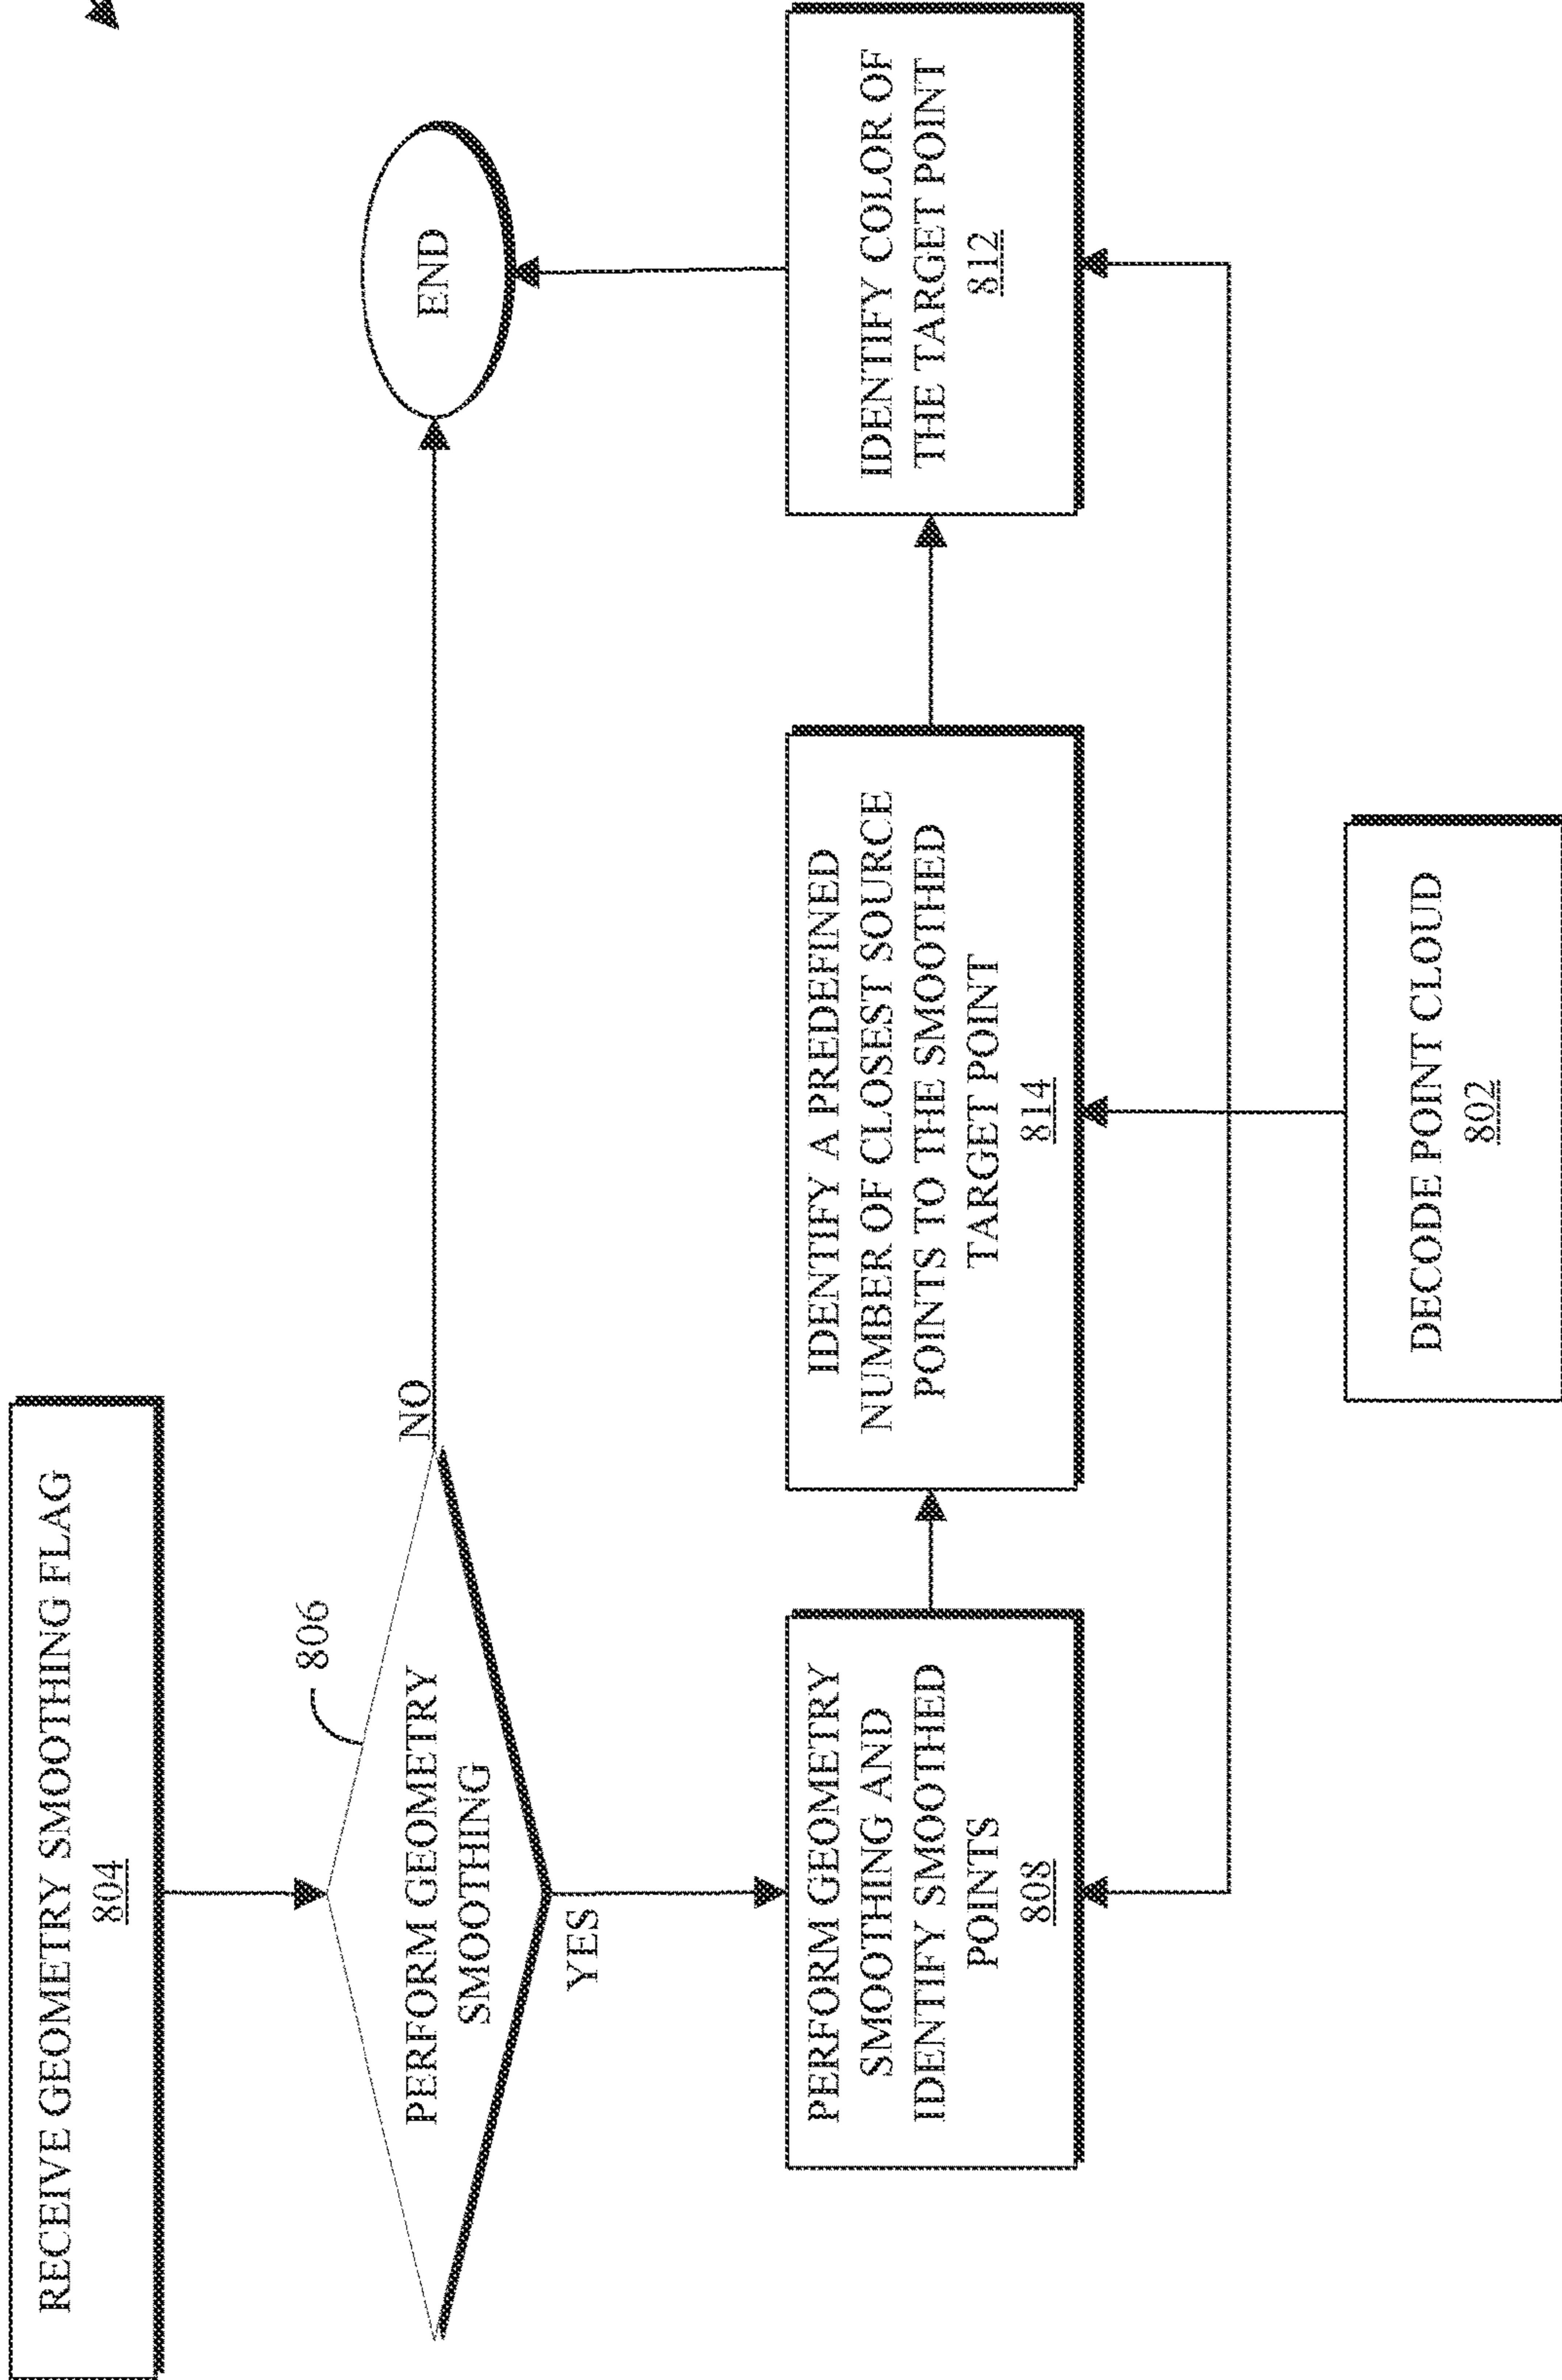 RECEIVE GEOMETRY SMOOTHING FLAG
804
806
PERFORM GEOMETRY
SMOOTHING
NO
YES
END
PERFORM GEOMETRY
SMOOTHING AND
IDENTIFY SMOOTHED
POINTS
808
IDENTIFY A PREDEFINED
NUMBER OF CLOSEST SOURCE
POINTS TO THE SMOOTHED
TARGET POINT
814
IDENTIFY COLOR OF
THE TARGET POINT
812
DECODE POINT CLOUD
802